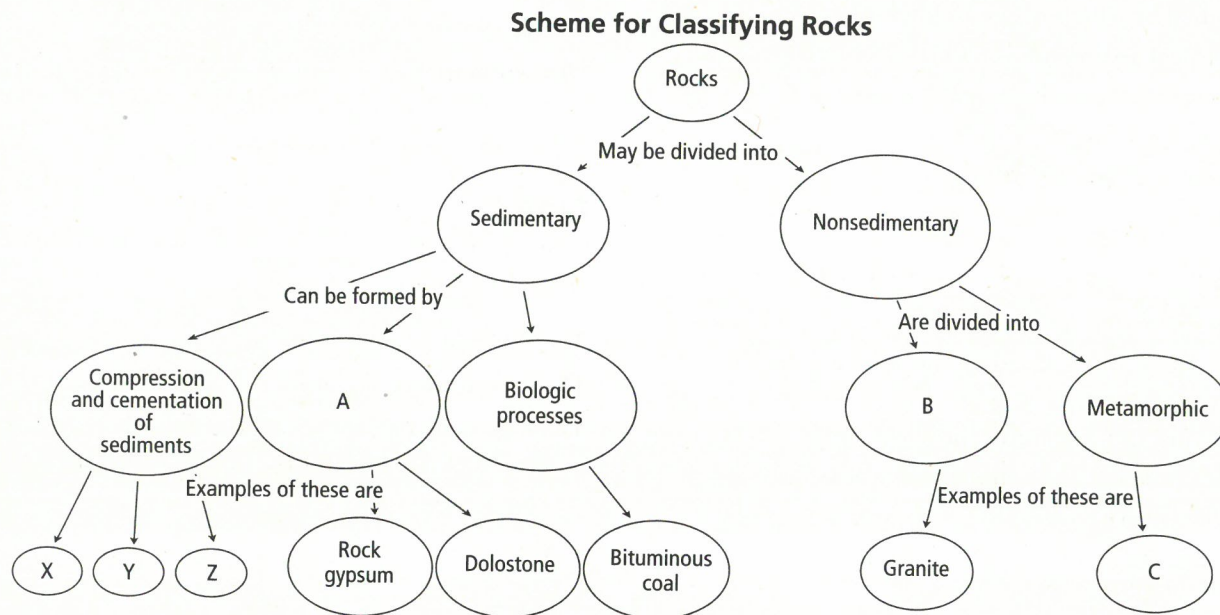 Scheme for Classifying Rocks
Rocks
May be divided into
Sedimentary
Nonsedimentary
Can be formed by
Are divided into
Compression
and cementation
of
sediments
A
Biologic
processes
B
Metamorphic
Examples of these are
Examples of these are
X
Y
Z
Rock
gypsum
Dolostone
Bituminous
coal
Granite
C